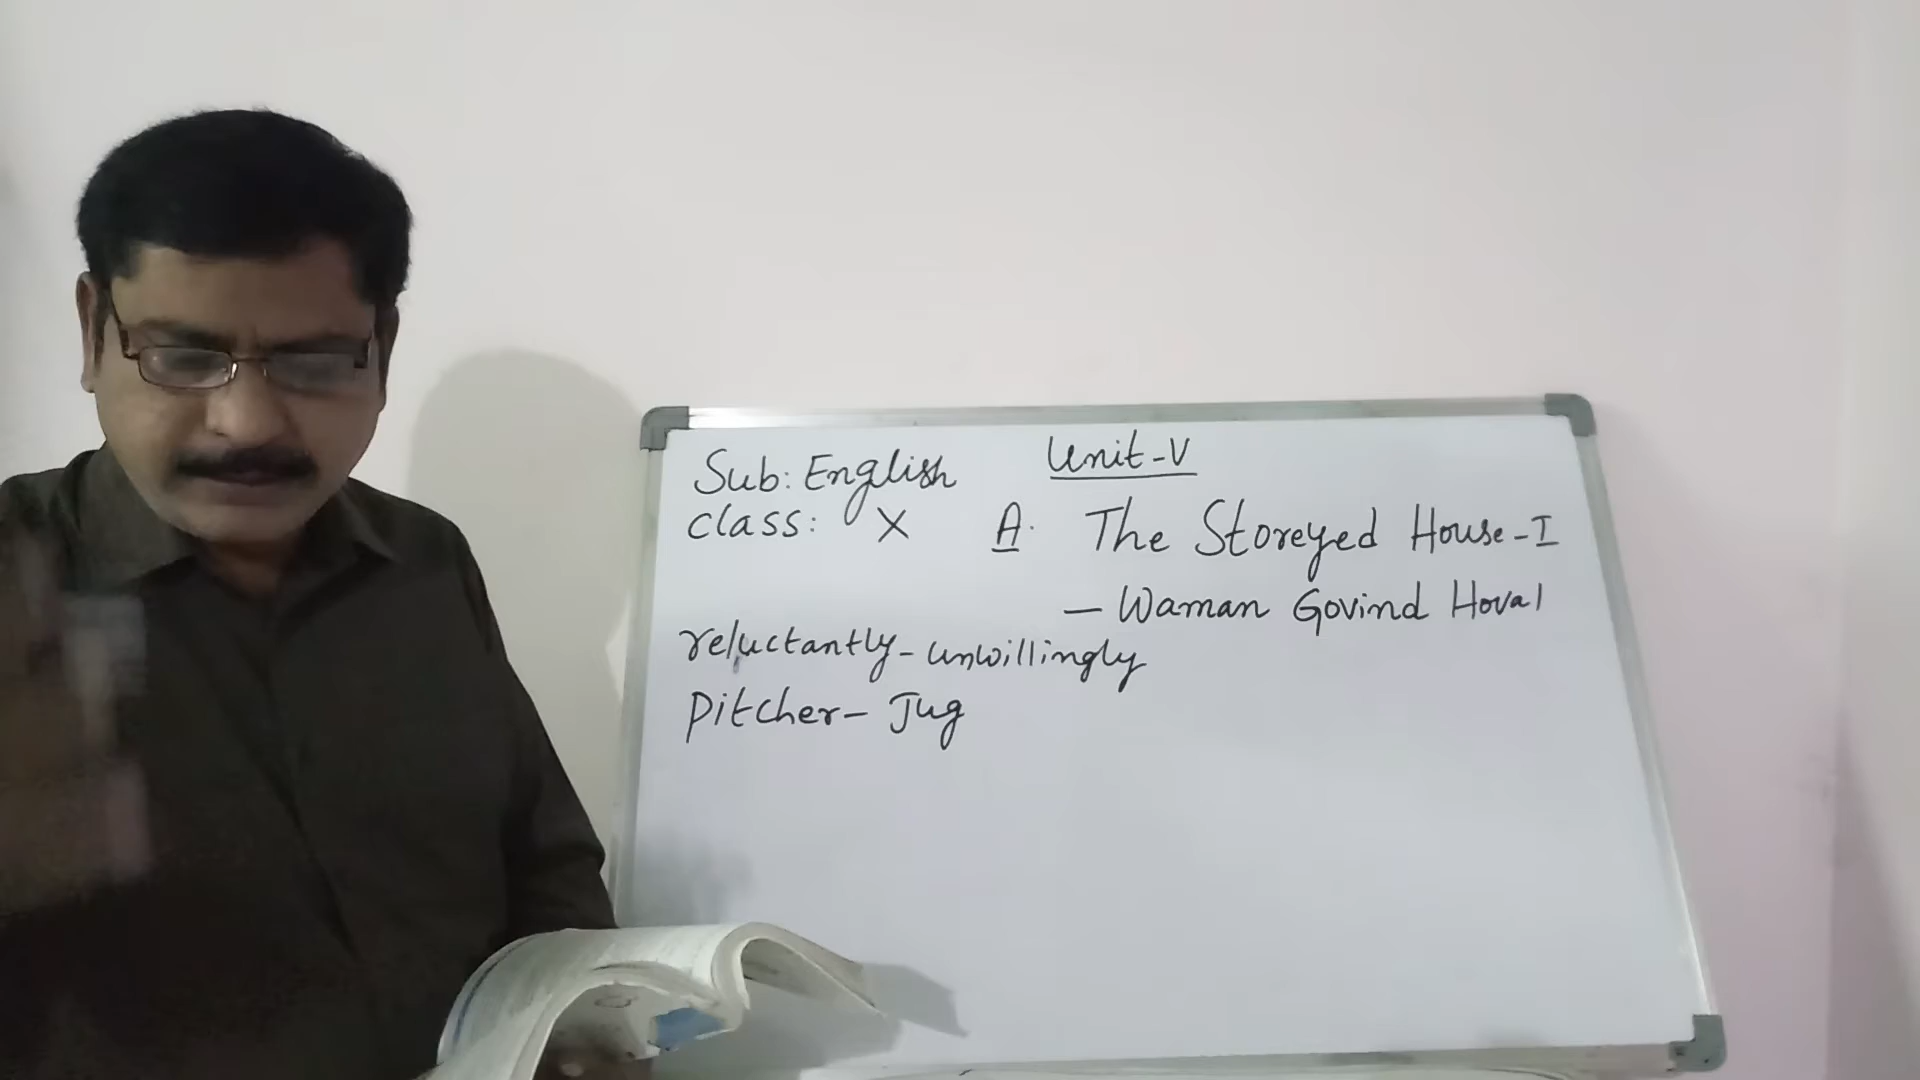 Sub: English Unit-V
class: X A. The Storeyed House-I
- Waman Govind Hoval
reluctantly - unwillingly
Pitcher - Jug